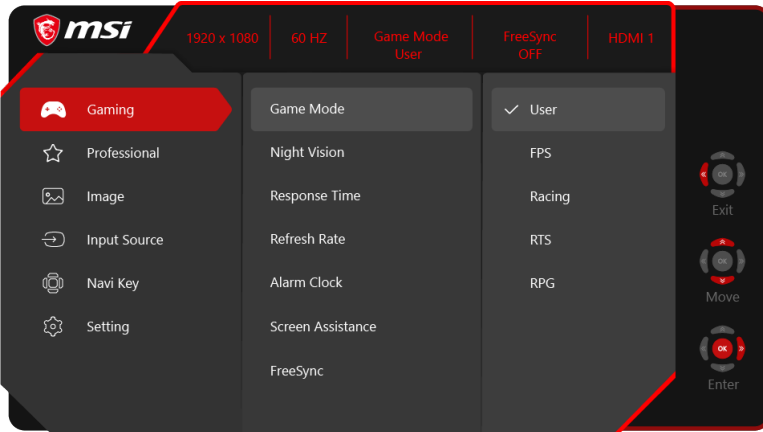 msi
1920 x 1080
60 HZ
Game Mode
User
FreeSync
OFF
HDMI 1
Gaming
Professional
Image
Input Source
Navi Key
Setting
Game Mode
Night Vision
Response Time
Refresh Rate
Alarm Clock
Screen Assistance
FreeSync
User
FPS
Racing
RTS
RPG
OK
Exit
OK
Move
OK
Enter